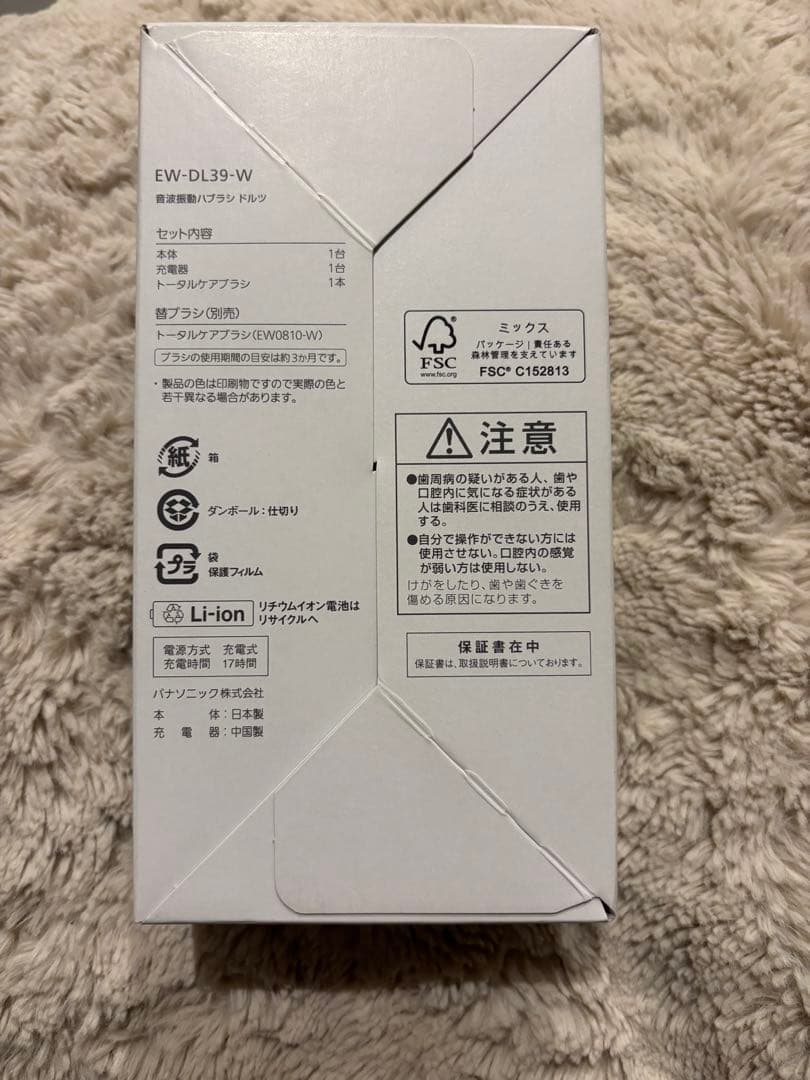 EW-DL39-W
音波振動ハブラシ ドルツ
セット内容
本体 1台
充電器 1台
トータルケアブラシ 1本
替ブラシ(別売)
トータルケアブラシ(EW0810-W)
ブラシの使用期間の目安は約3か月です。
・製品の色は印刷物ですので実際の色と
若干異なる場合があります。
紙 箱
ダンボール:仕切り
プラ 袋
保護フィルム
Li-ion リチウムイオン電池は
リサイクルへ
電源方式 充電式
充電時間 17時間
パナソニック株式会社
本体:日本製
充電器:中国製
FSC®
www.fsc.org
ミックス
パッケージ|責任ある
森林管理を支えています
FSC® C152813
注意
●歯周病の疑いがある人、歯や
口腔内に気になる症状がある
人は歯科医に相談のうえ、使用
する。
●自分で操作ができない方には
使用させない。口腔内の感覚
が弱い方は使用しない。
けがをしたり、歯や歯ぐきを
傷める原因になります。
保証書在中
保証書は、取扱説明書についております。